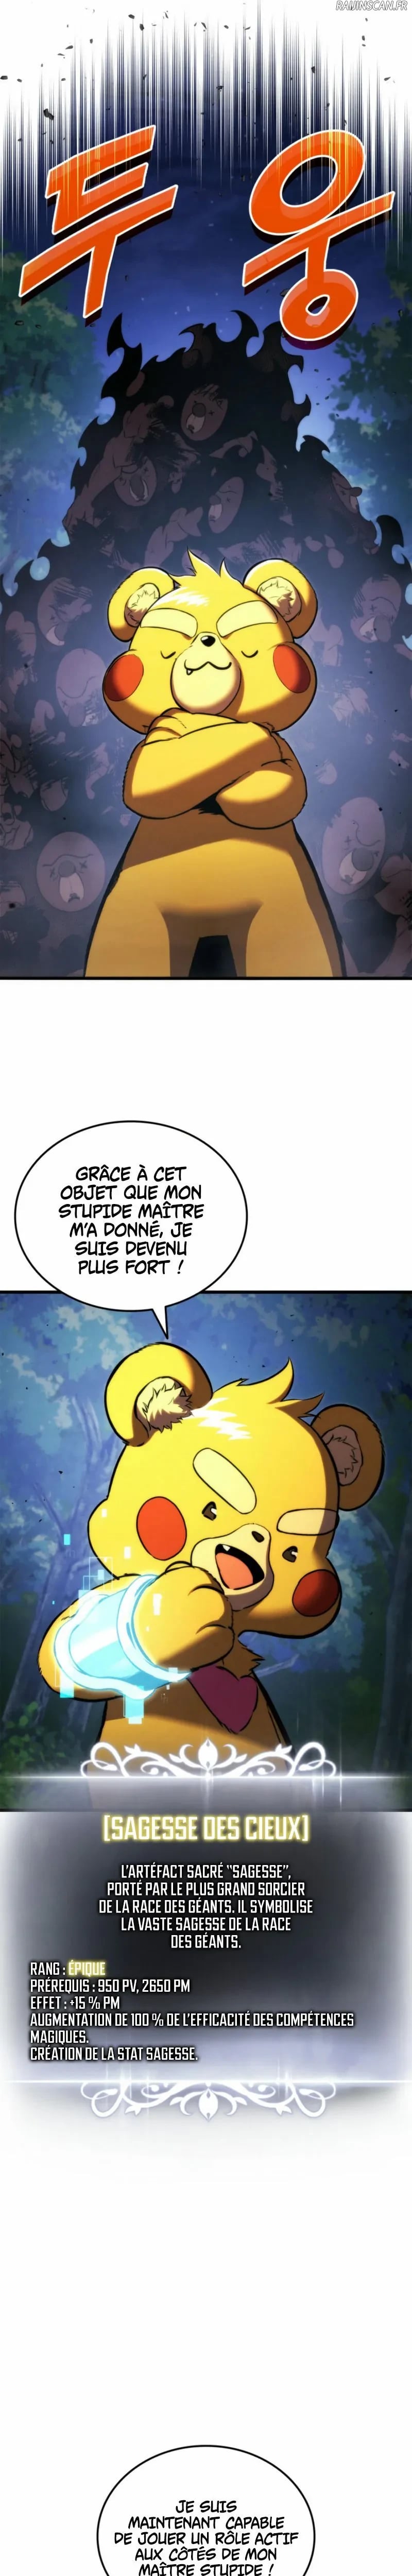 RAIJINSCAN.FR
두웅
GRÂCE À CET
OBJET QUE MON
STUPIDE MAÎTRE
M'A DONNÉ, JE
SUIS DEVENU
PLUS FORT !
[SAGESSE DES CIEUX]
L'ARTÉFACT SACRÉ "SAGESSE",
PORTÉ PAR LE PLUS GRAND SORCIER
DE LA RACE DES GÉANTS. IL SYMBOLISE
LA VASTE SAGESSE DE LA RACE
DES GÉANTS.
RANG : ÉPIQUE
PRÉREQUIS : 950 PV, 2650 PM
EFFET : +15 % PM
AUGMENTATION DE 100 % DE L'EFFICACITÉ DES COMPÉTENCES
MAGIQUES.
CRÉATION DE LA STAT SAGESSE.
JE SUIS
MAINTENANT CAPABLE
DE JOUER UN RÔLE ACTIF
AUX CÔTÉS DE MON
MAÎTRE STUPIDE !